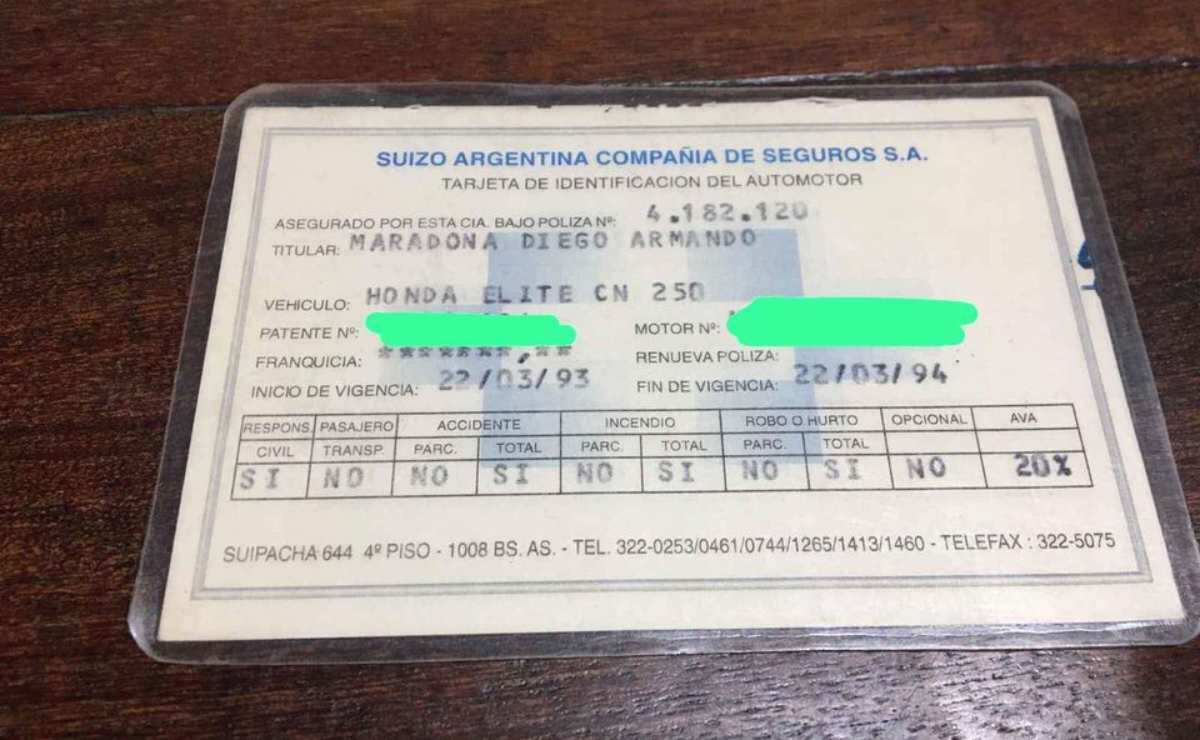 SUIZO ARGENTINA COMPAÑIA DE SEGUROS S.A.
TARJETA DE IDENTIFICACION DEL AUTOMOTOR
ASEGURADO POR ESTA CIA. BAJO POLIZA Nº: 4.182.120
TITULAR: MARADONA DIEGO ARMANDO
VEHICULO: HONDA ELITE CN 250
PATENTE Nº: MOTOR Nº:
FRANQUICIA: *******,** RENUEVA POLIZA:
INICIO DE VIGENCIA: 22/03/93 FIN DE VIGENCIA: 22/03/94
RESPONS. PASAJERO ACCIDENTE INCENDIO ROBO O HURTO OPCIONAL AVA
CIVIL TRANSP. PARC. TOTAL PARC. TOTAL PARC. TOTAL
SI NO NO SI NO SI NO SI NO 20%
SUIPACHA 644 4º PISO - 1008 BS. AS. - TEL. 322-0253/0461/0744/1265/1413/1460 - TELEFAX : 322-5075